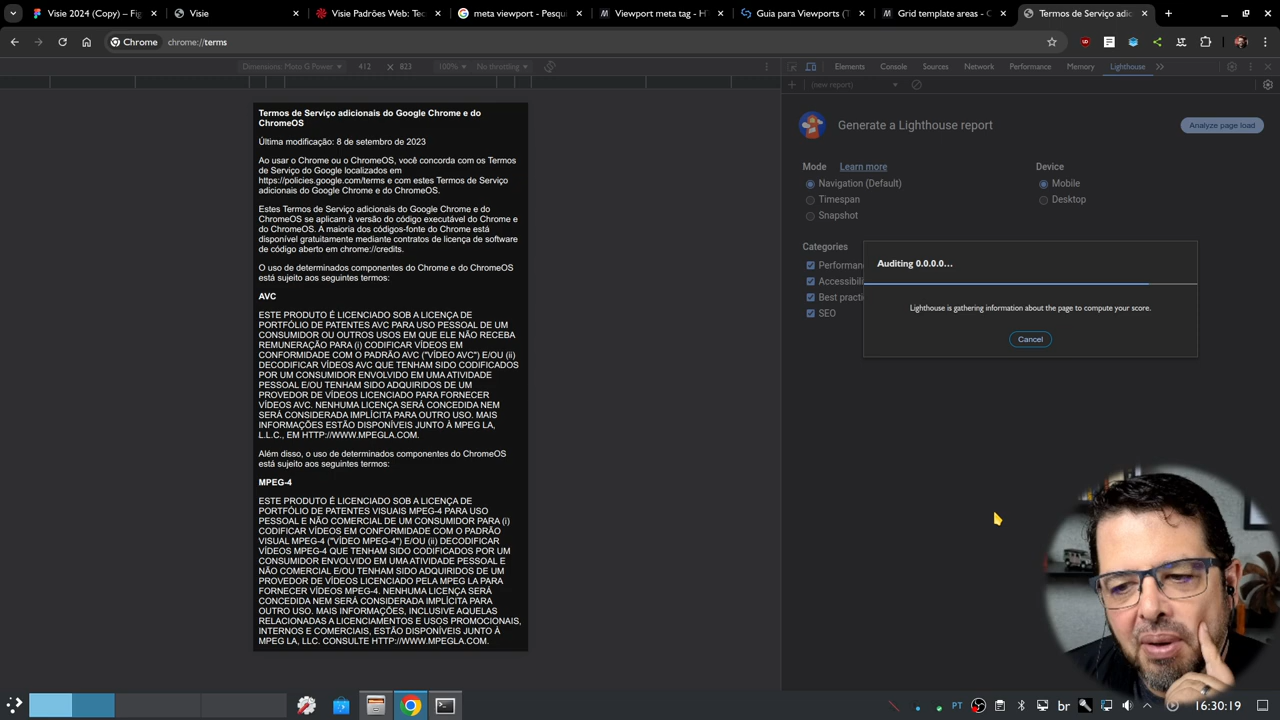 Visie 2024 (Copy) – Fig
Visie
Visie Padrões Web: Tec
meta viewport - Pesqui
Viewport meta tag - HT
Guia para Viewports (T
Grid template areas - C
Termos de Serviço adic
Chrome
chrome://terms
Dimensions: Moto G Power
412
×
823
100%
No throttling
Elements
Console
Sources
Network
Performance
Memory
Lighthouse
(new report)
Termos de Serviço adicionais do Google Chrome e do
ChromeOS
Última modificação: 8 de setembro de 2023
Ao usar o Chrome ou o ChromeOS, você concorda com os Termos
de Serviço do Google localizados em
https://policies.google.com/terms e com estes Termos de Serviço
adicionais do Google Chrome e do ChromeOS.
Estes Termos de Serviço adicionais do Google Chrome e do
ChromeOS se aplicam à versão do código executável do Chrome e
do ChromeOS. A maioria dos códigos-fonte do Chrome está
disponível gratuitamente mediante contratos de licença de software
de código aberto em chrome://credits.
O uso de determinados componentes do Chrome e do ChromeOS
está sujeito aos seguintes termos:
AVC
ESTE PRODUTO É LICENCIADO SOB A LICENÇA DE
PORTFÓLIO DE PATENTES AVC PARA USO PESSOAL DE UM
CONSUMIDOR OU OUTROS USOS EM QUE ELE NÃO RECEBA
REMUNERAÇÃO PARA (i) CODIFICAR VÍDEOS EM
CONFORMIDADE COM O PADRÃO AVC ("VÍDEO AVC") E/OU (ii)
DECODIFICAR VÍDEOS AVC QUE TENHAM SIDO CODIFICADOS
POR UM CONSUMIDOR ENVOLVIDO EM UMA ATIVIDADE
PESSOAL E/OU TENHAM SIDO ADQUIRIDOS DE UM
PROVEDOR DE VÍDEOS LICENCIADO PARA FORNECER
VÍDEOS AVC. NENHUMA LICENÇA SERÁ CONCEDIDA NEM
SERÁ CONSIDERADA IMPLÍCITA PARA OUTRO USO. MAIS
INFORMAÇÕES ESTÃO DISPONÍVEIS JUNTO À MPEG LA,
L.L.C., EM HTTP://WWW.MPEGLA.COM.
Além disso, o uso de determinados componentes do ChromeOS
está sujeito aos seguintes termos:
MPEG-4
ESTE PRODUTO É LICENCIADO SOB A LICENÇA DE
PORTFÓLIO DE PATENTES VISUAIS MPEG-4 PARA USO
PESSOAL E NÃO COMERCIAL DE UM CONSUMIDOR PARA (i)
CODIFICAR VÍDEOS EM CONFORMIDADE COM O PADRÃO
VISUAL MPEG-4 ("VÍDEO MPEG-4") E/OU (ii) DECODIFICAR
VÍDEOS MPEG-4 QUE TENHAM SIDO CODIFICADOS POR UM
CONSUMIDOR ENVOLVIDO EM UMA ATIVIDADE PESSOAL E
NÃO COMERCIAL E/OU TENHAM SIDO ADQUIRIDOS DE UM
PROVEDOR DE VÍDEOS LICENCIADO PELA MPEG LA PARA
FORNECER VÍDEOS MPEG-4. NENHUMA LICENÇA SERÁ
CONCEDIDA NEM SERÁ CONSIDERADA IMPLÍCITA PARA
OUTRO USO. MAIS INFORMAÇÕES, INCLUSIVE AQUELAS
RELACIONADAS A LICENCIAMENTOS E USOS PROMOCIONAIS,
INTERNOS E COMERCIAIS, ESTÃO DISPONÍVEIS JUNTO À
MPEG LA, LLC. CONSULTE HTTP://WWW.MPEGLA.COM.
Generate a Lighthouse report
Analyze page load
Mode
Learn more
Device
Navigation (Default)
Mobile
Timespan
Desktop
Snapshot
Categories
Performan
Accessibili
Best practi
SEO
Auditing 0.0.0.0...
Lighthouse is gathering information about the page to compute your score.
Cancel
PT
br
16:30:19